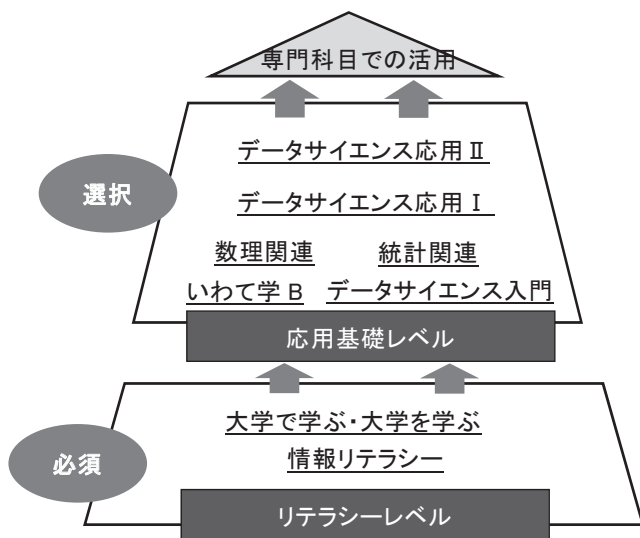 専門科目での活用
データサイエンス応用Ⅱ
選択
データサイエンス応用Ⅰ
数理関連 統計関連
いわて学 B データサイエンス入門
応用基礎レベル
大学で学ぶ・大学を学ぶ
必須
情報リテラシー
リテラシーレベル